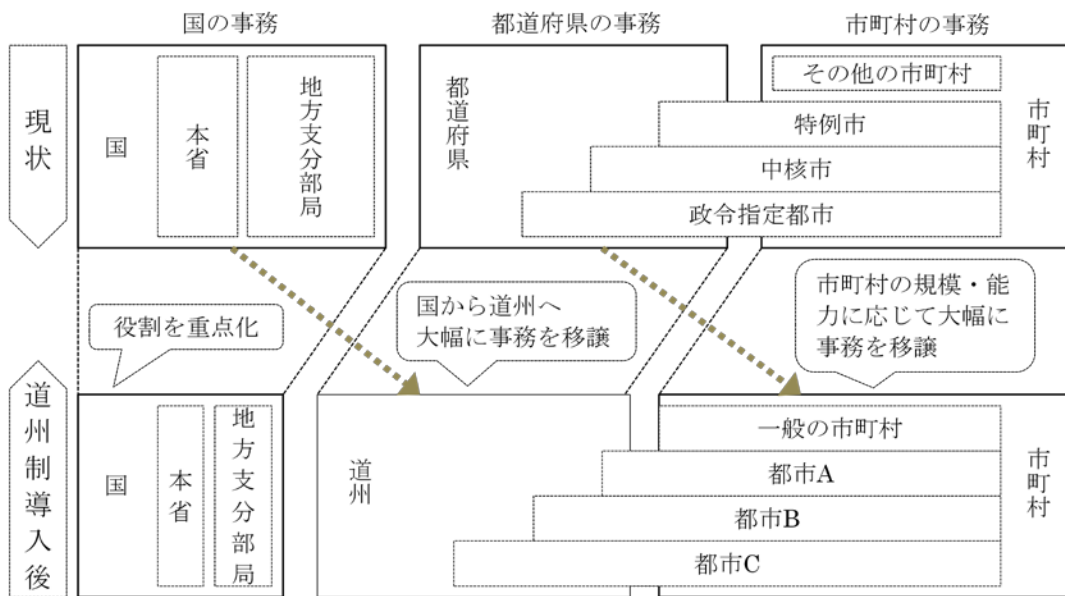 国の事務
都道府県の事務
市町村の事務
現状
国
本省
地方支分部局
都道府県
その他の市町村
特例市
中核市
政令指定都市
市町村
役割を重点化
国から道州へ
大幅に事務を移譲
市町村の規模・能
力に応じて大幅に
事務を移譲
道州制導入後
国
本省
地方支分部局
道州
一般の市町村
都市A
都市B
都市C
市町村